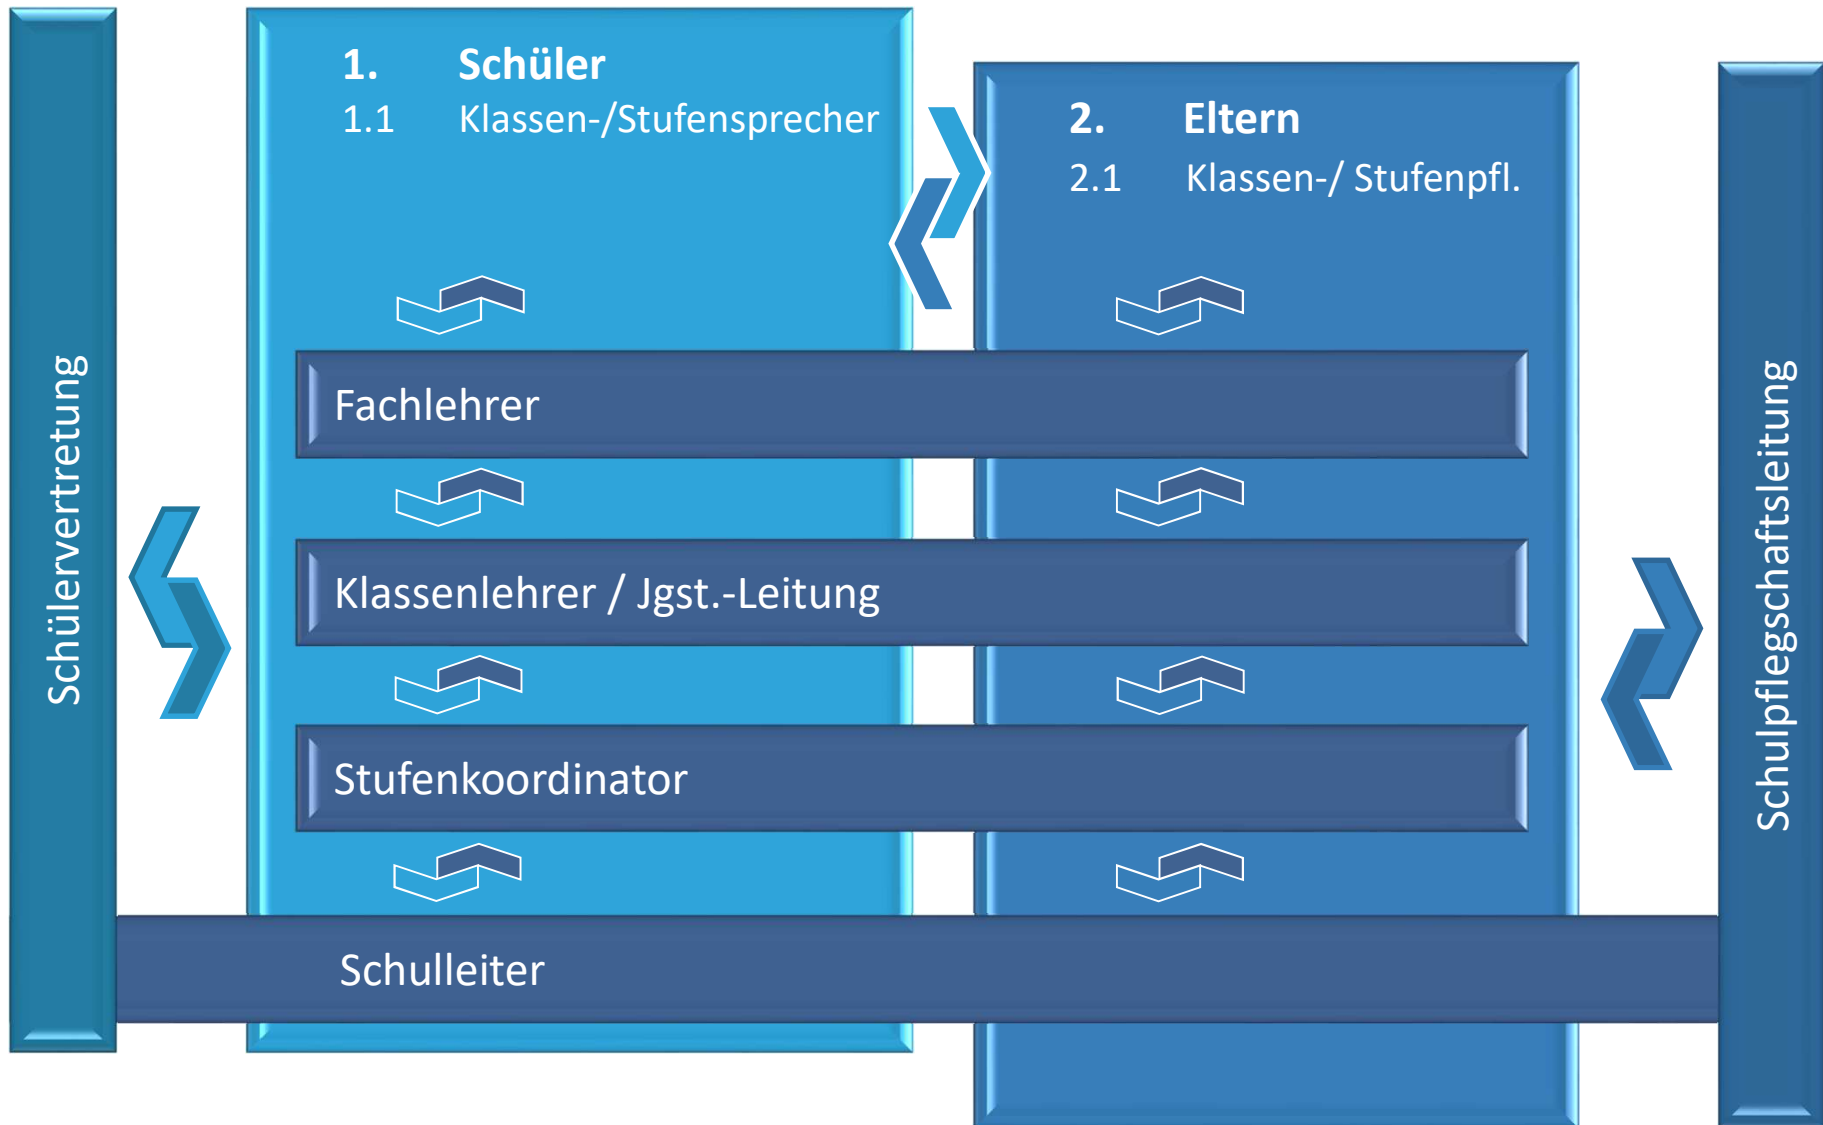 1. Schüler
1.1 Klassen-/Stufensprecher
2. Eltern
2.1 Klassen-/ Stufenpfl.
Schülervertretung
Fachlehrer
Klassenlehrer / Jgst.-Leitung
Stufenkoordinator
Schulleiter
Schulpflegschaftsleitung